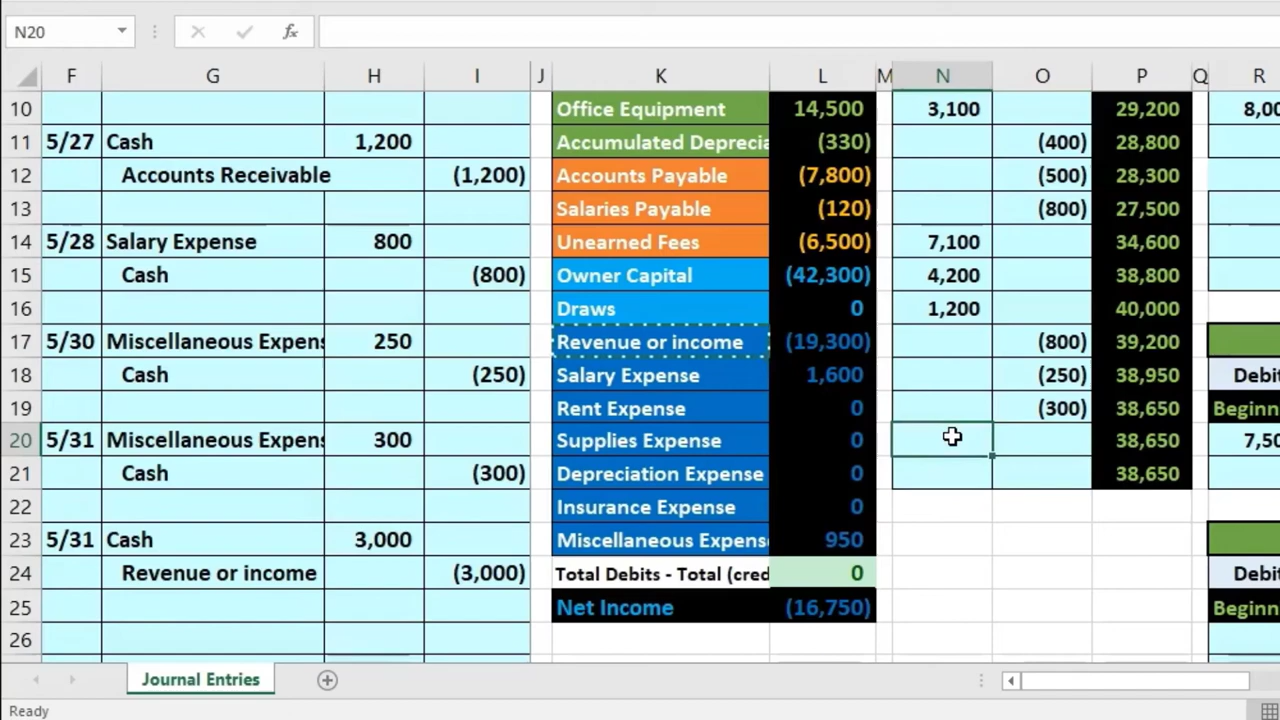 N20 fx
F G H I J K L M N O P Q R
10 Office Equipment 14,500 3,100 29,200 8,00
11 5/27 Cash 1,200 Accumulated Deprecia (330) (400) 28,800
12 Accounts Receivable (1,200) Accounts Payable (7,800) (500) 28,300
13 Salaries Payable (120) (800) 27,500
14 5/28 Salary Expense 800 Unearned Fees (6,500) 7,100 34,600
15 Cash (800) Owner Capital (42,300) 4,200 38,800
16 Draws 0 1,200 40,000
17 5/30 Miscellaneous Expens 250 Revenue or income (19,300) (800) 39,200
18 Cash (250) Salary Expense 1,600 (250) 38,950 Debit
19 Rent Expense 0 (300) 38,650 Beginn
20 5/31 Miscellaneous Expens 300 Supplies Expense 0 38,650 7,50
21 Cash (300) Depreciation Expense 0 38,650
22 Insurance Expense 0
23 5/31 Cash 3,000 Miscellaneous Expens 950
24 Revenue or income (3,000) Total Debits - Total (cred 0 Debit
25 Net Income (16,750) Beginn
26
Journal Entries
Ready